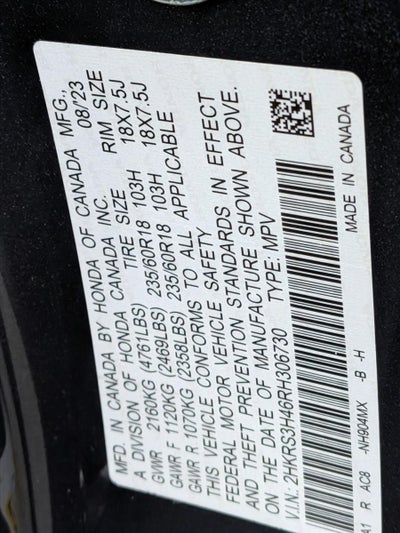 MFD. IN CANADA BY HONDA OF CANADA MFG.,
A DIVISION OF HONDA CANADA INC. 08/'23
TIRE SIZE RIM SIZE
GVWR 2160KG (4761LBS)
GAWR F 1120KG (2469LBS) 235/60R18 103H 18X7.5J
GAWR R 1070KG (2358LBS) 235/60R18 103H 18X7.5J
THIS VEHICLE CONFORMS TO ALL APPLICABLE
FEDERAL MOTOR VEHICLE SAFETY
AND THEFT PREVENTION STANDARDS IN EFFECT
ON THE DATE OF MANUFACTURE SHOWN ABOVE.
V.I.N.: 2HKRS3H46RH306730 TYPE: MPV
A1 R AC8 -NH904MX -B -H MADE IN CANADA